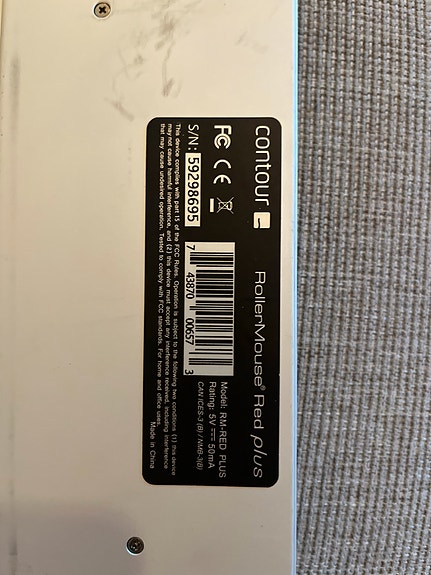 contour RollerMouse® Red plus
FC CE
Model: RM-RED PLUS
Rating: 5V ⎓ 50mA
CAN ICES-3 (B) / NMB-3(B)
S/N: 59298695
7 43870 00657 3
This device complies with part 15 of the FCC Rules. Operation is subject to the following two conditions (1) this device
may not cause harmful interference, and (2) this device must accept any interference received, including interference
that may cause undesired operation. Tested to comply with FCC standards. For home and office uses.
Made in China